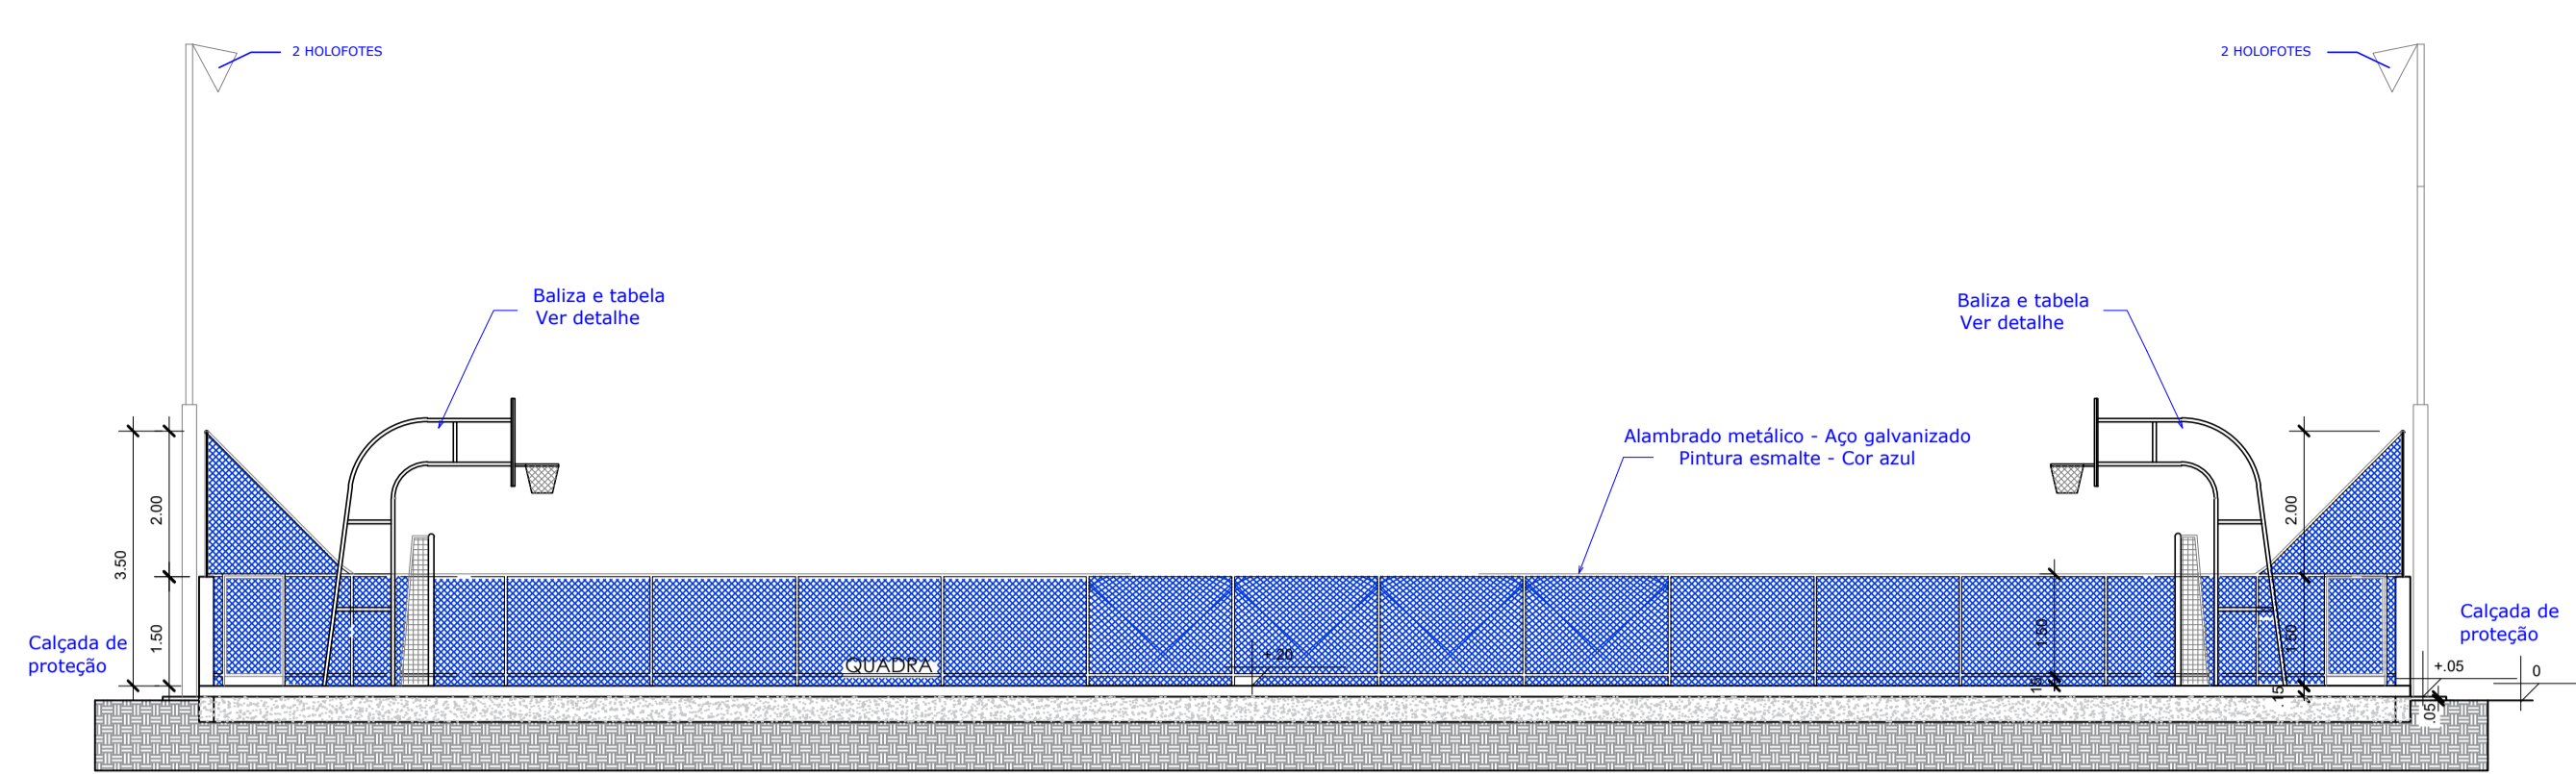 2 HOLOFOTES
2 HOLOFOTES
Baliza e tabela
Ver detalhe
Baliza e tabela
Ver detalhe
Alambrado metálico - Aço galvanizado
Pintura esmalte - Cor azul
2.00
3.50
1.50
Calçada de
proteção
QUADRA
+.20
1.50
.15
2.00
1.50
.15
Calçada de
proteção
+.05
0
.05